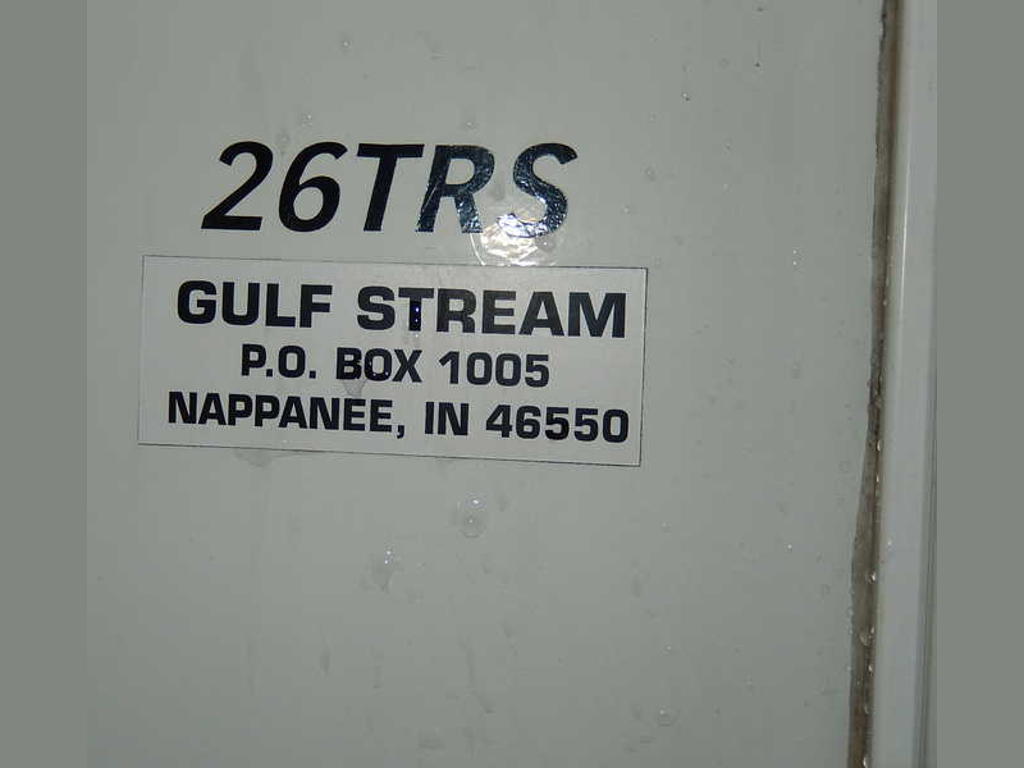 26TRS
GULF STREAM
P.O. BOX 1005
NAPPANEE, IN 46550